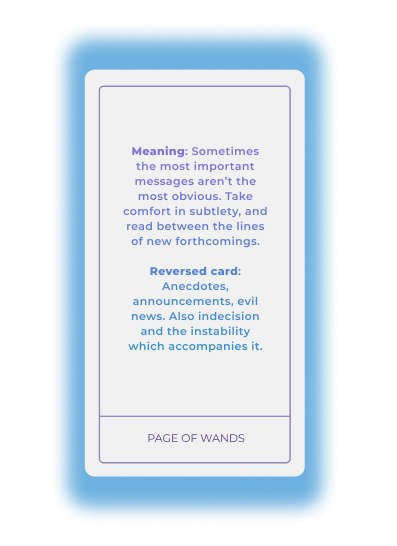 Meaning: Sometimes
the most important
messages aren't the
most obvious. Take
comfort in subtlety, and
read between the lines
of new forthcomings.
Reversed card:
Anecdotes,
announcements, evil
news. Also indecision
and the instability
which accompanies it.
PAGE OF WANDS